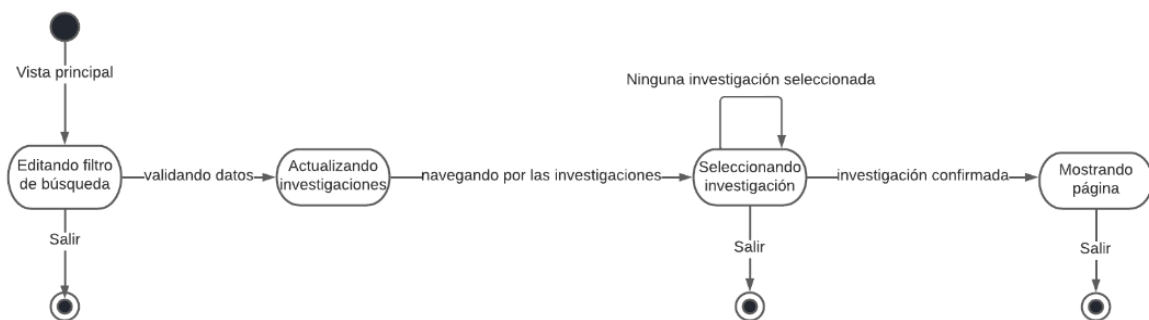 Vista principal
Ninguna investigación seleccionada
Editando filtro
de búsqueda
validando datos
Actualizando
investigaciones
navegando por las investigaciones
Seleccionando
investigación
investigación confirmada
Mostrando
página
Salir
Salir
Salir